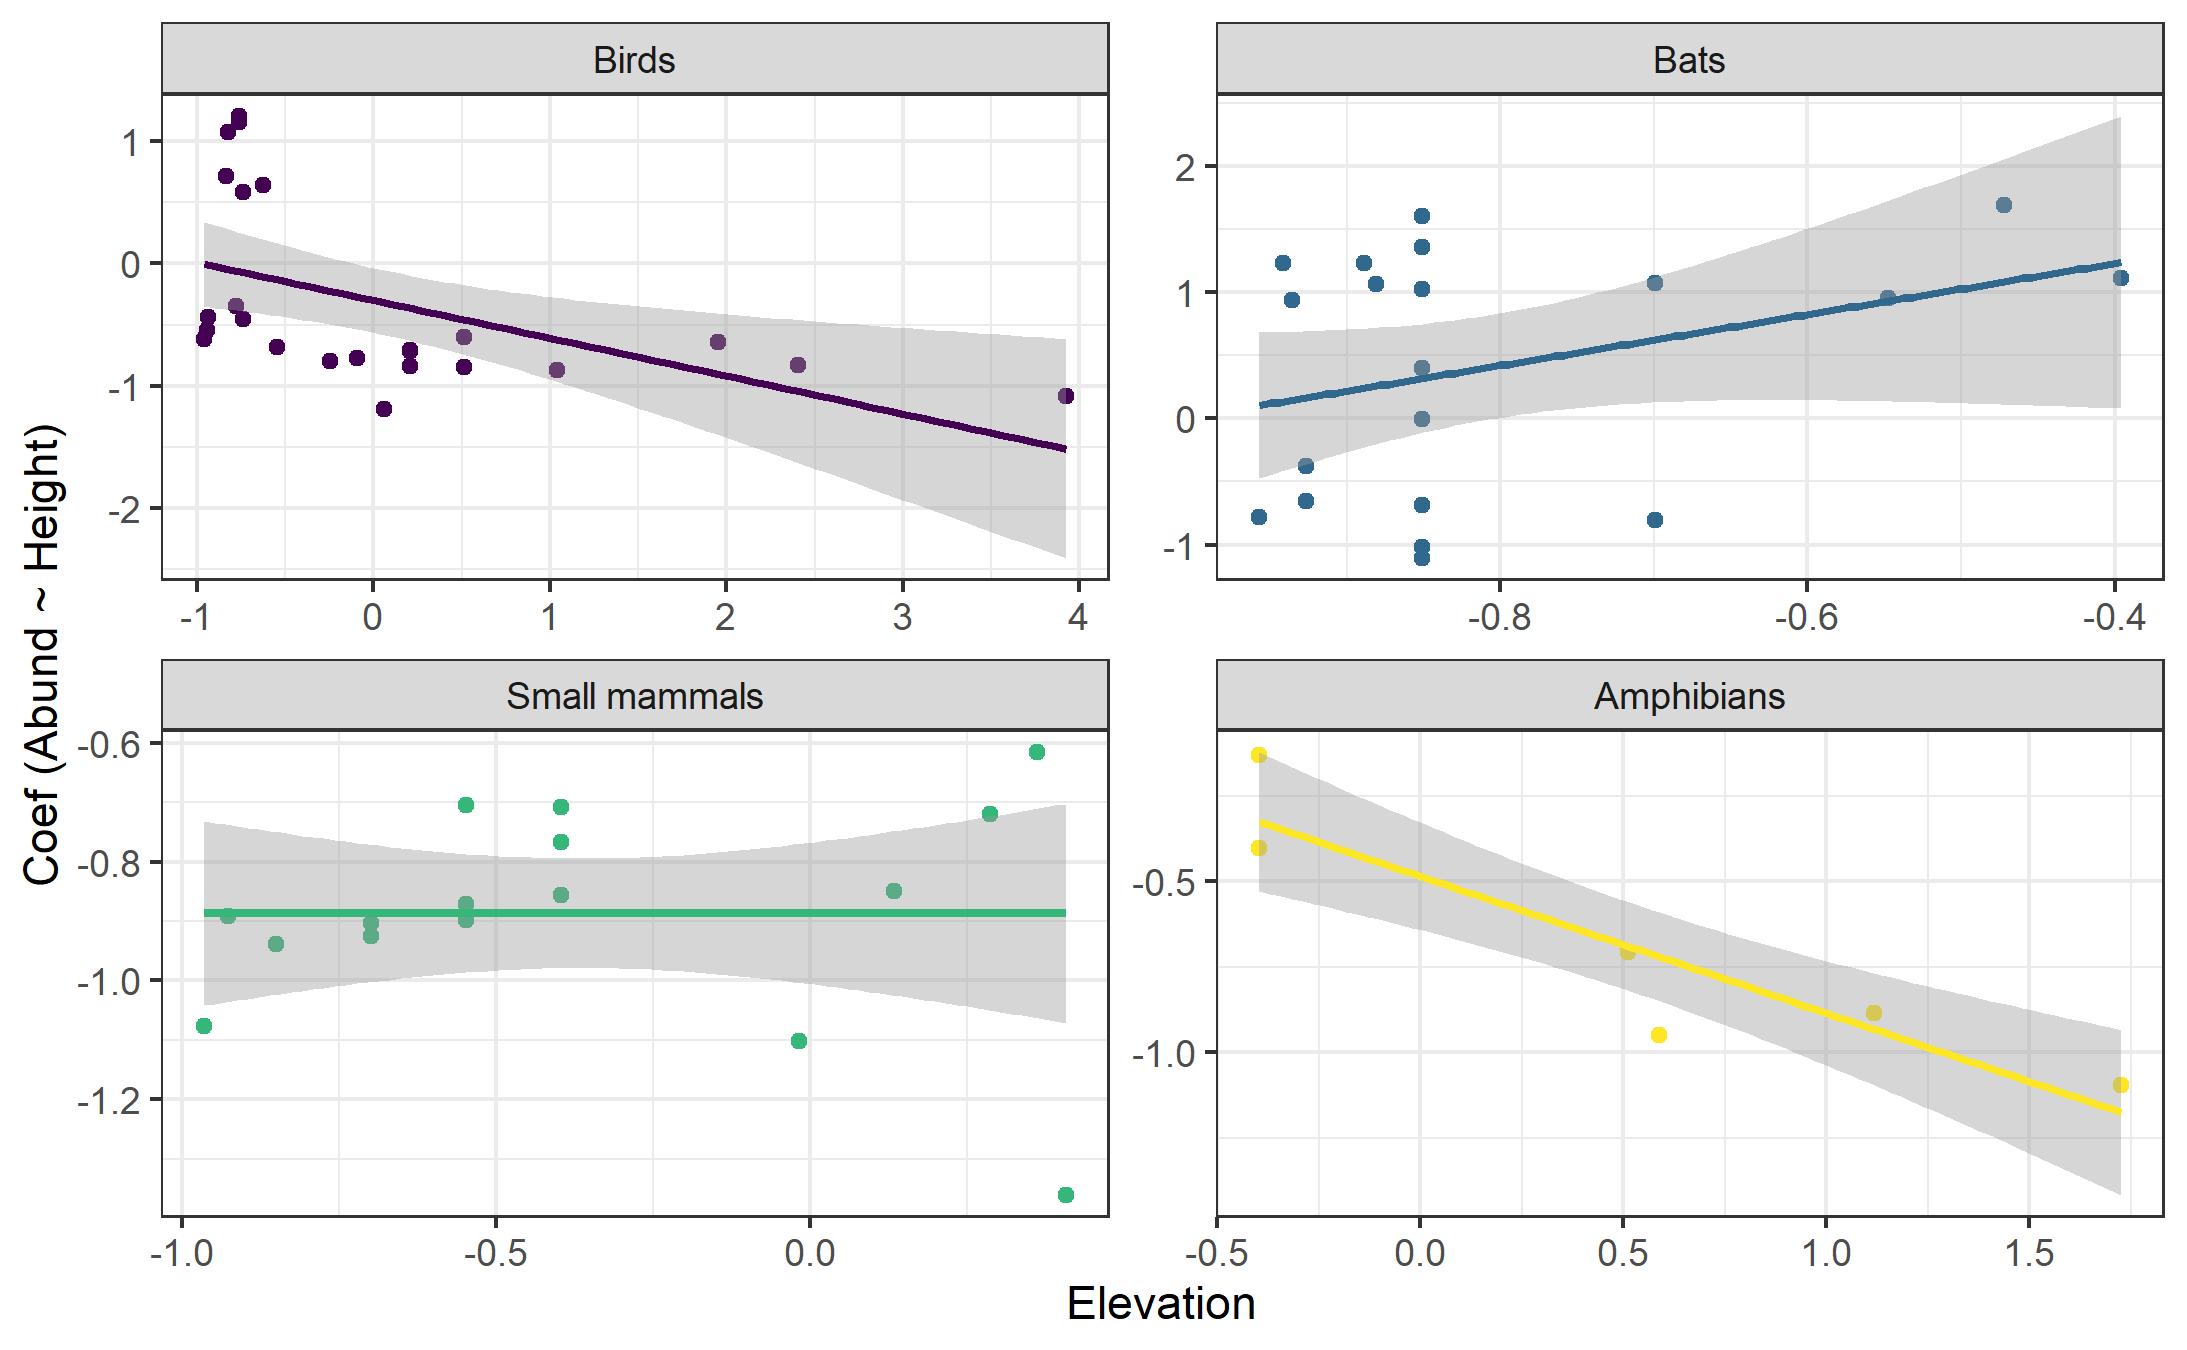 Birds
Bats
1
0
-1
-2
-1 0 1 2 3 4
2
1
0
-1
-0.8 -0.6 -0.4
Small mammals
Amphibians
-0.6
-0.8
-1.0
-1.2
-1.0 -0.5 0.0
-0.5
-1.0
-0.5 0.0 0.5 1.0 1.5
Coef (Abund ~ Height)
Elevation